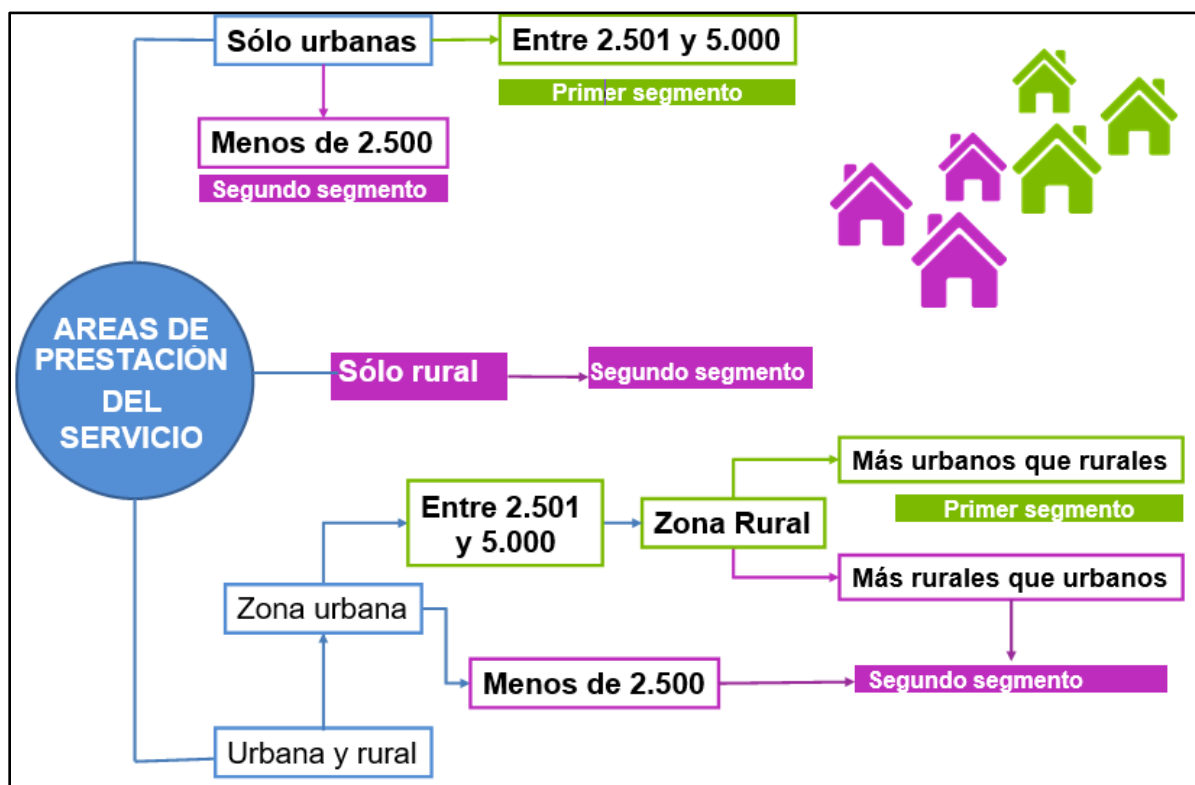 Sólo urbanas
Entre 2.501 y 5.000
Primer segmento
Menos de 2.500
Segundo segmento
AREAS DE
PRESTACIÓN
DEL
SERVICIO
Sólo rural
Segundo segmento
Urbana y rural
Zona urbana
Entre 2.501
y 5.000
Zona Rural
Más urbanos que rurales
Primer segmento
Más rurales que urbanos
Menos de 2.500
Segundo segmento